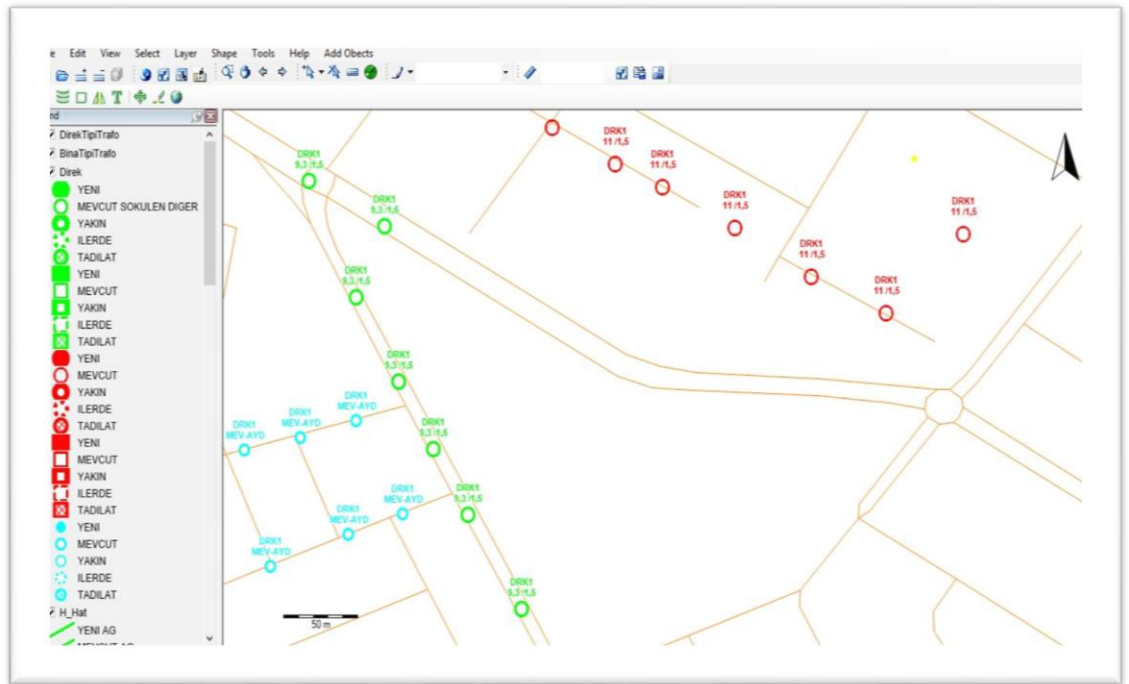 e Edit View Select Layer Shape Tools Help Add Obects
T
nd
DirekTipiTrafo
BinaTipiTrafo
Direk
YENI
MEVCUT SOKULEN DIGER
YAKIN
ILERDE
TADILAT
YENI
MEVCUT
YAKIN
ILERDE
TADILAT
YENI
MEVCUT
YAKIN
ILERDE
TADILAT
YENI
MEVCUT
YAKIN
ILERDE
TADILAT
YENI
MEVCUT
YAKIN
ILERDE
TADILAT
H_Hat
YENI AG
MEVCUT AG
DRK1
11 /1,5
DRK1
11 /1,5
DRK1
11 /1,5
DRK1
11 /1,5
DRK1
11 /1,5
DRK1
11 /1,5
DRK1
9,3 /1,5
DRK1
9,3 /1,5
DRK1
9,3 /1,5
DRK1
9,3 /1,5
DRK1
9,3 /1,5
DRK1
9,3 /1,5
DRK1
9,3 /1,5
DRK1
MEV-AYD
DRK1
MEV-AYD
DRK1
MEV-AYD
DRK1
MEV-AYD
DRK1
MEV-AYD
DRK1
MEV-AYD
50 m